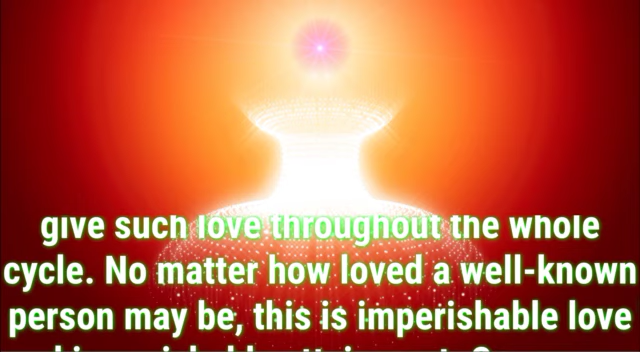 give such love throughout the whole
cycle. No matter how loved a well-known
person may be, this is imperishable love